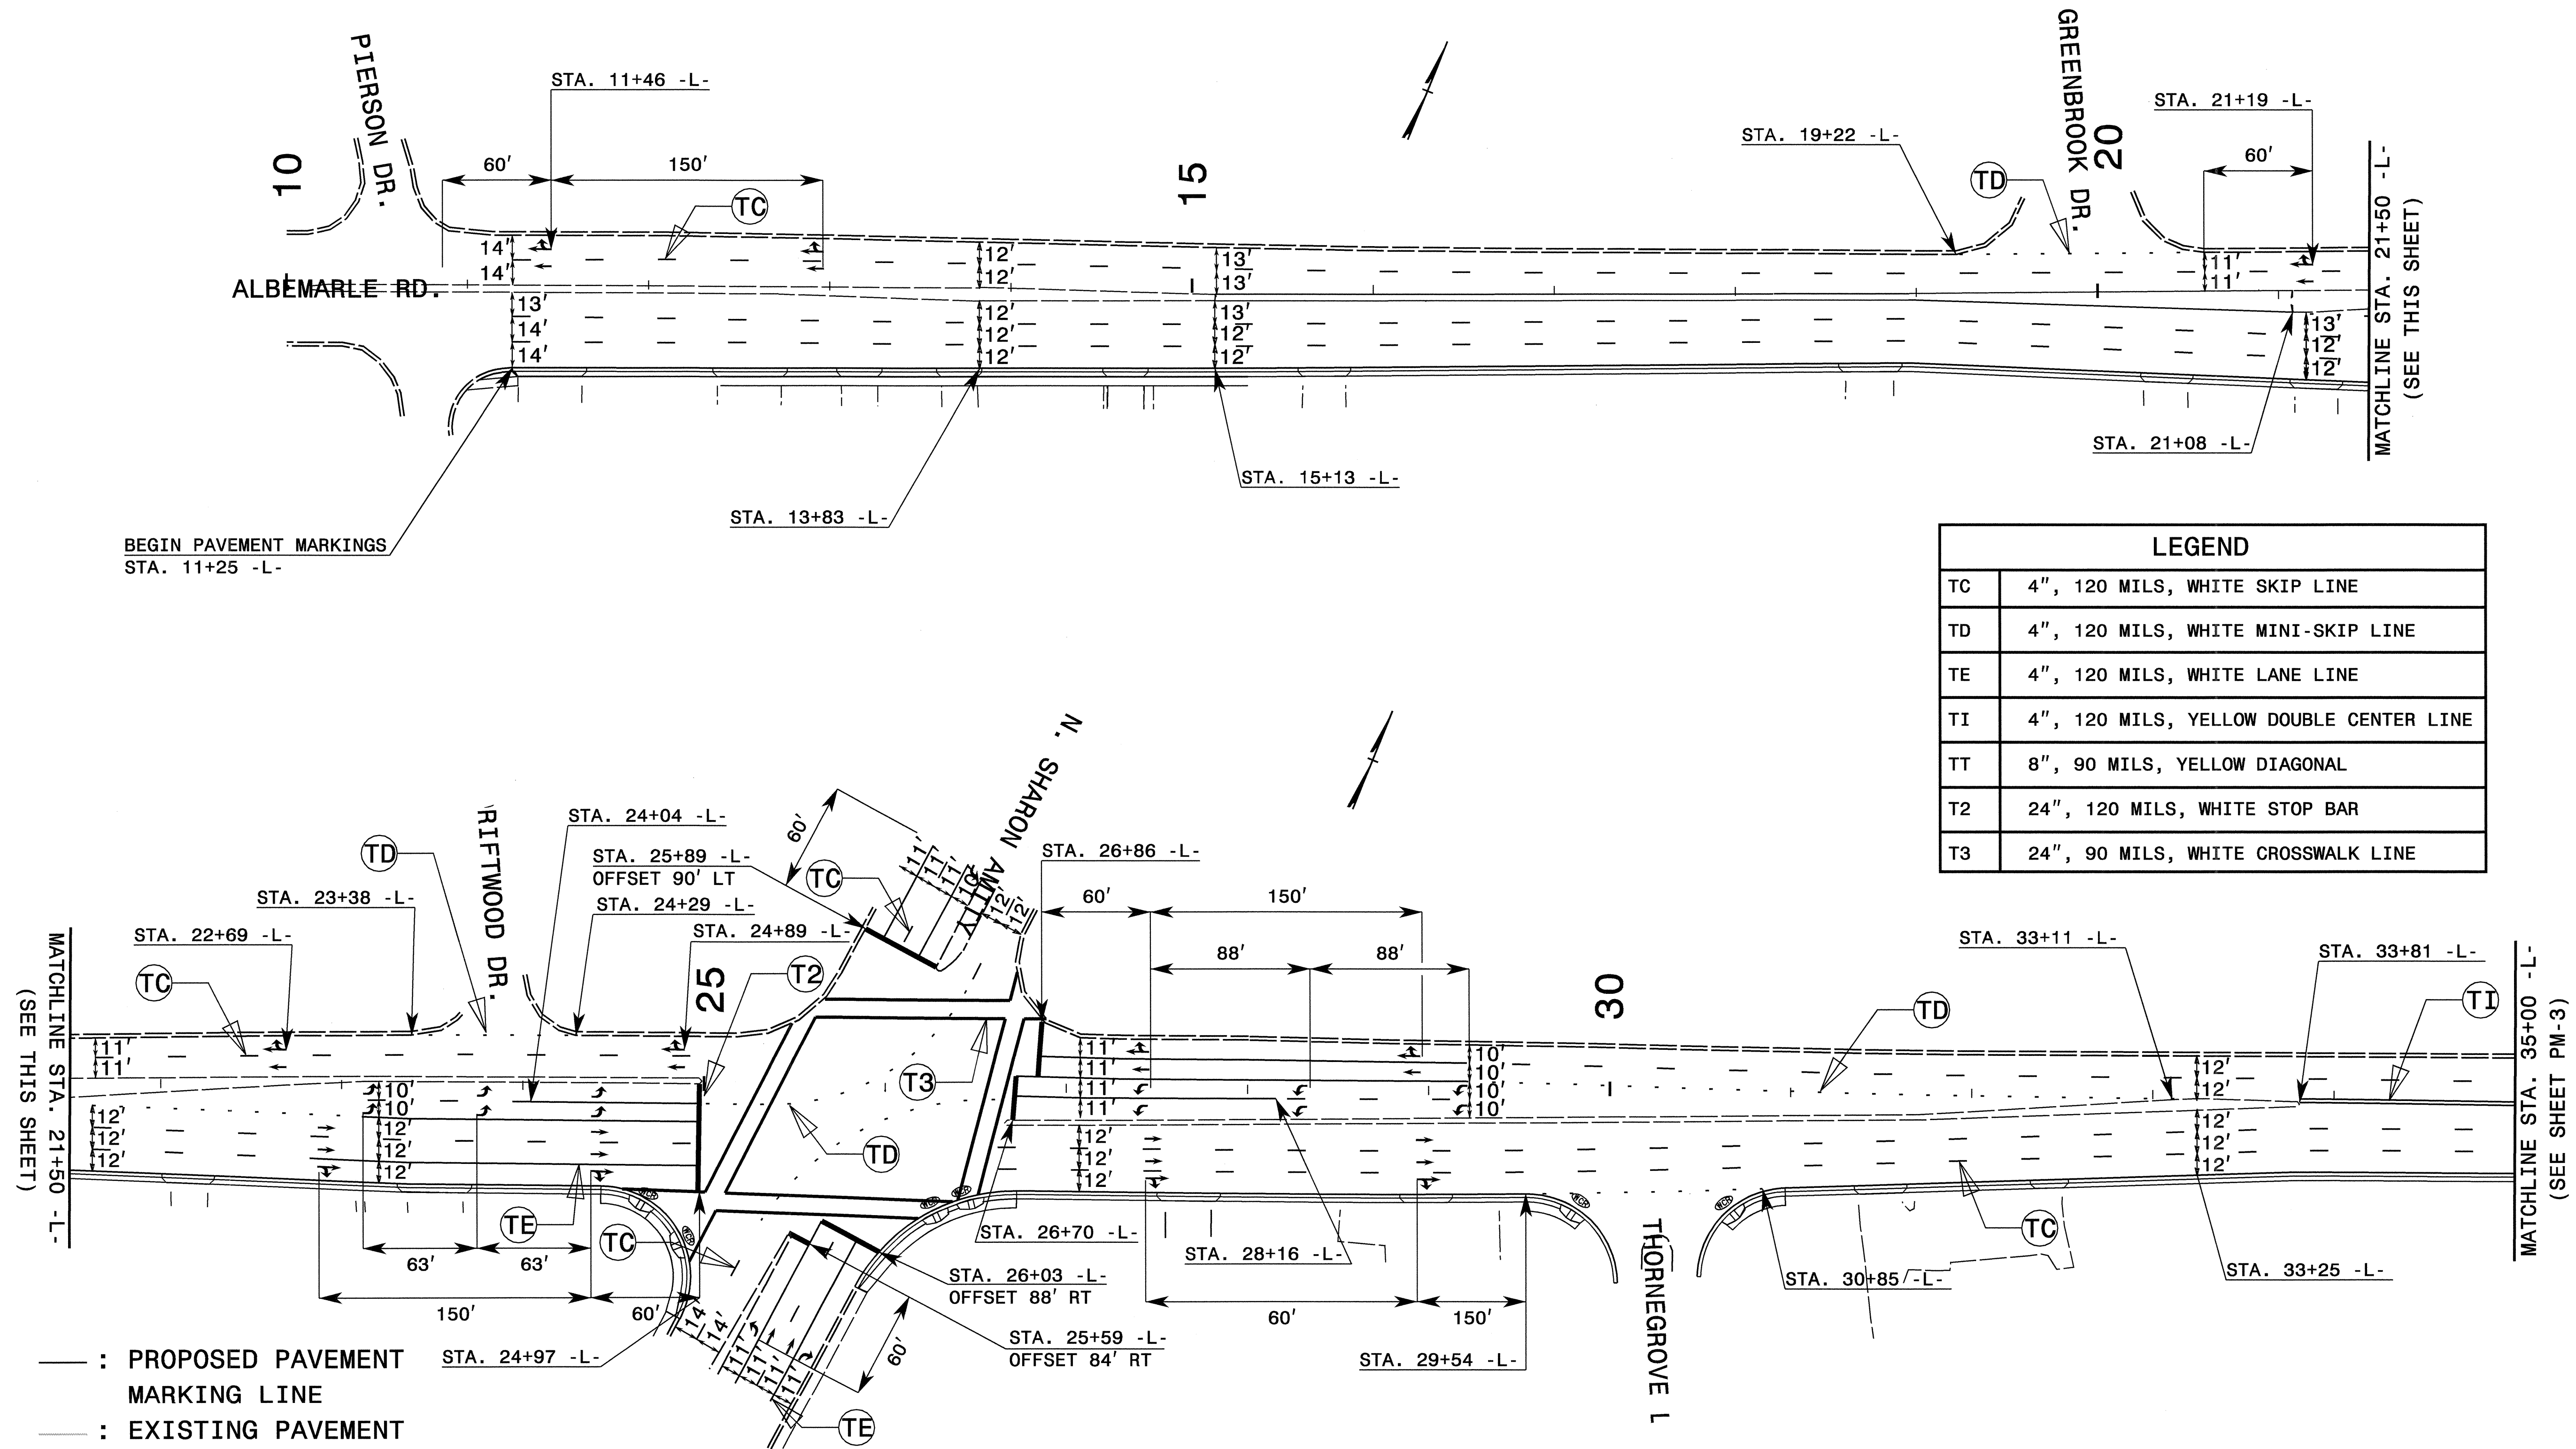 PIERSON DR.
10
STA. 11+46 -L-
60'
150'
TC
15
STA. 19+22 -L-
TD
GREENBROOK DR.
20
STA. 21+19 -L-
60'
MATCHLINE STA. 21+50 -L-
(SEE THIS SHEET)
ALBEMARLE RD.
14'
14'
13'
14'
14'
12'
12'
12'
12'
12'
13'
13'
13'
12'
12'
11'
11'
13'
12'
12'
STA. 21+08 -L-
STA. 15+13 -L-
STA. 13+83 -L-
BEGIN PAVEMENT MARKINGS
STA. 11+25 -L-
LEGEND
TC 4", 120 MILS, WHITE SKIP LINE
TD 4", 120 MILS, WHITE MINI-SKIP LINE
TE 4", 120 MILS, WHITE LANE LINE
TI 4", 120 MILS, YELLOW DOUBLE CENTER LINE
TT 8", 90 MILS, YELLOW DIAGONAL
T2 24", 120 MILS, WHITE STOP BAR
T3 24", 90 MILS, WHITE CROSSWALK LINE
MATCHLINE STA. 21+50 -L-
(SEE THIS SHEET)
TC
STA. 22+69 -L-
STA. 23+38 -L-
TD
RIFTWOOD DR.
STA. 24+04 -L-
STA. 25+89 -L-
OFFSET 90' LT
STA. 24+29 -L-
STA. 24+89 -L-
25
T2
60'
TC
11'
11'
11'
10'
12'
12'
N. SHARON AMITY
STA. 26+86 -L-
60'
150'
88'
88'
30
STA. 33+11 -L-
TD
STA. 33+81 -L-
TI
MATCHLINE STA. 35+00 -L-
(SEE SHEET PM-3)
11'
11'
12'
12'
12'
10'
10'
12'
12'
12'
T3
TD
11'
11'
11'
11'
12'
12'
12'
10'
10'
10'
10'
12'
12'
12'
12'
12'
TE
63'
63'
150'
60'
TC
STA. 24+97 -L-
14'
14'
11'
11'
11'
11'
60'
TE
STA. 26+70 -L-
STA. 26+03 -L-
OFFSET 88' RT
STA. 25+59 -L-
OFFSET 84' RT
STA. 28+16 -L-
60'
150'
STA. 29+54 -L-
THORNEGROVE L
STA. 30+85 -L-
TC
STA. 33+25 -L-
: PROPOSED PAVEMENT
MARKING LINE
: EXISTING PAVEMENT